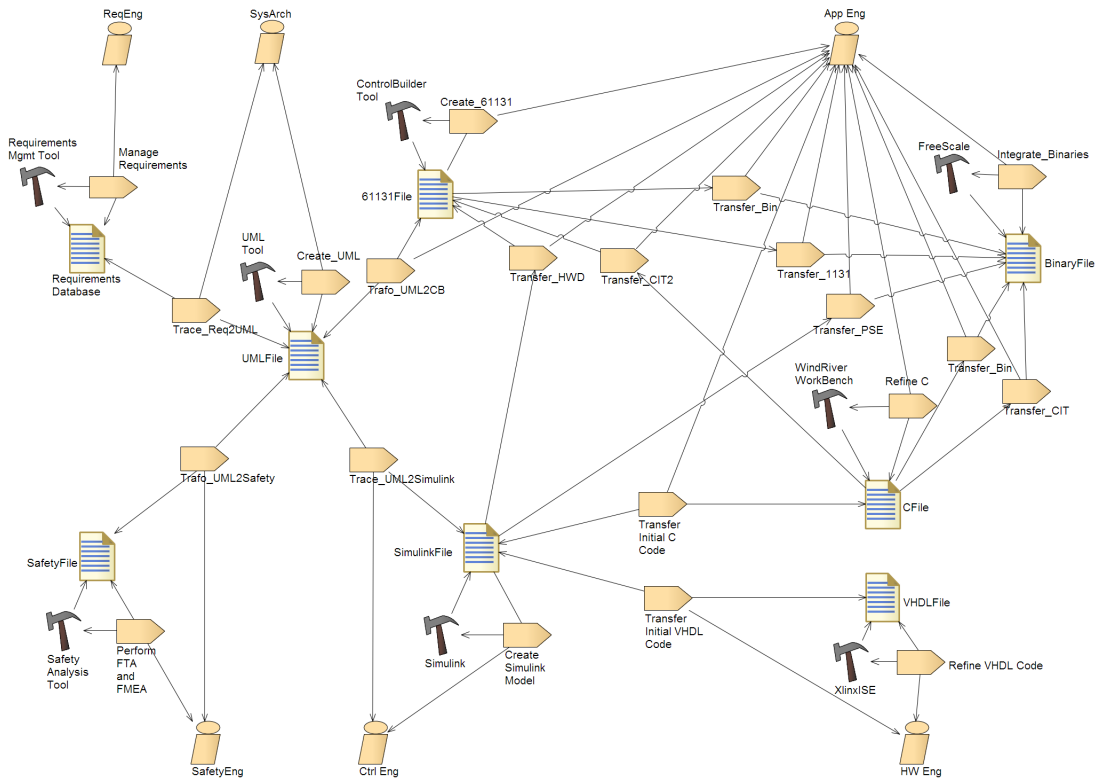 ReqEng
SysArch
App Eng
ControlBuilder
Tool
Create_61131
Requirements
Mgmt Tool
Manage
Requirements
FreeScale
Integrate_Binaries
61131File
Transfer_Bin
UML
Tool
Create_UML
Requirements
Database
Trafo_UML2CB
Transfer_HWD
Transfer_CIT2
Transfer_1131
BinaryFile
Trace_Req2UML
Transfer_PSE
UMLFile
WindRiver
WorkBench
Refine C
Transfer_Bin
Transfer_CIT
Trafo_UML2Safety
Trace_UML2Simulink
CFile
Transfer
Initial C
Code
SafetyFile
SimulinkFile
VHDLFile
Transfer
Initial VHDL
Code
Safety
Analysis
Tool
Perform
FTA
and
FMEA
Simulink
Create
Simulink
Model
XlinxISE
Refine VHDL Code
SafetyEng
Ctrl Eng
HW Eng